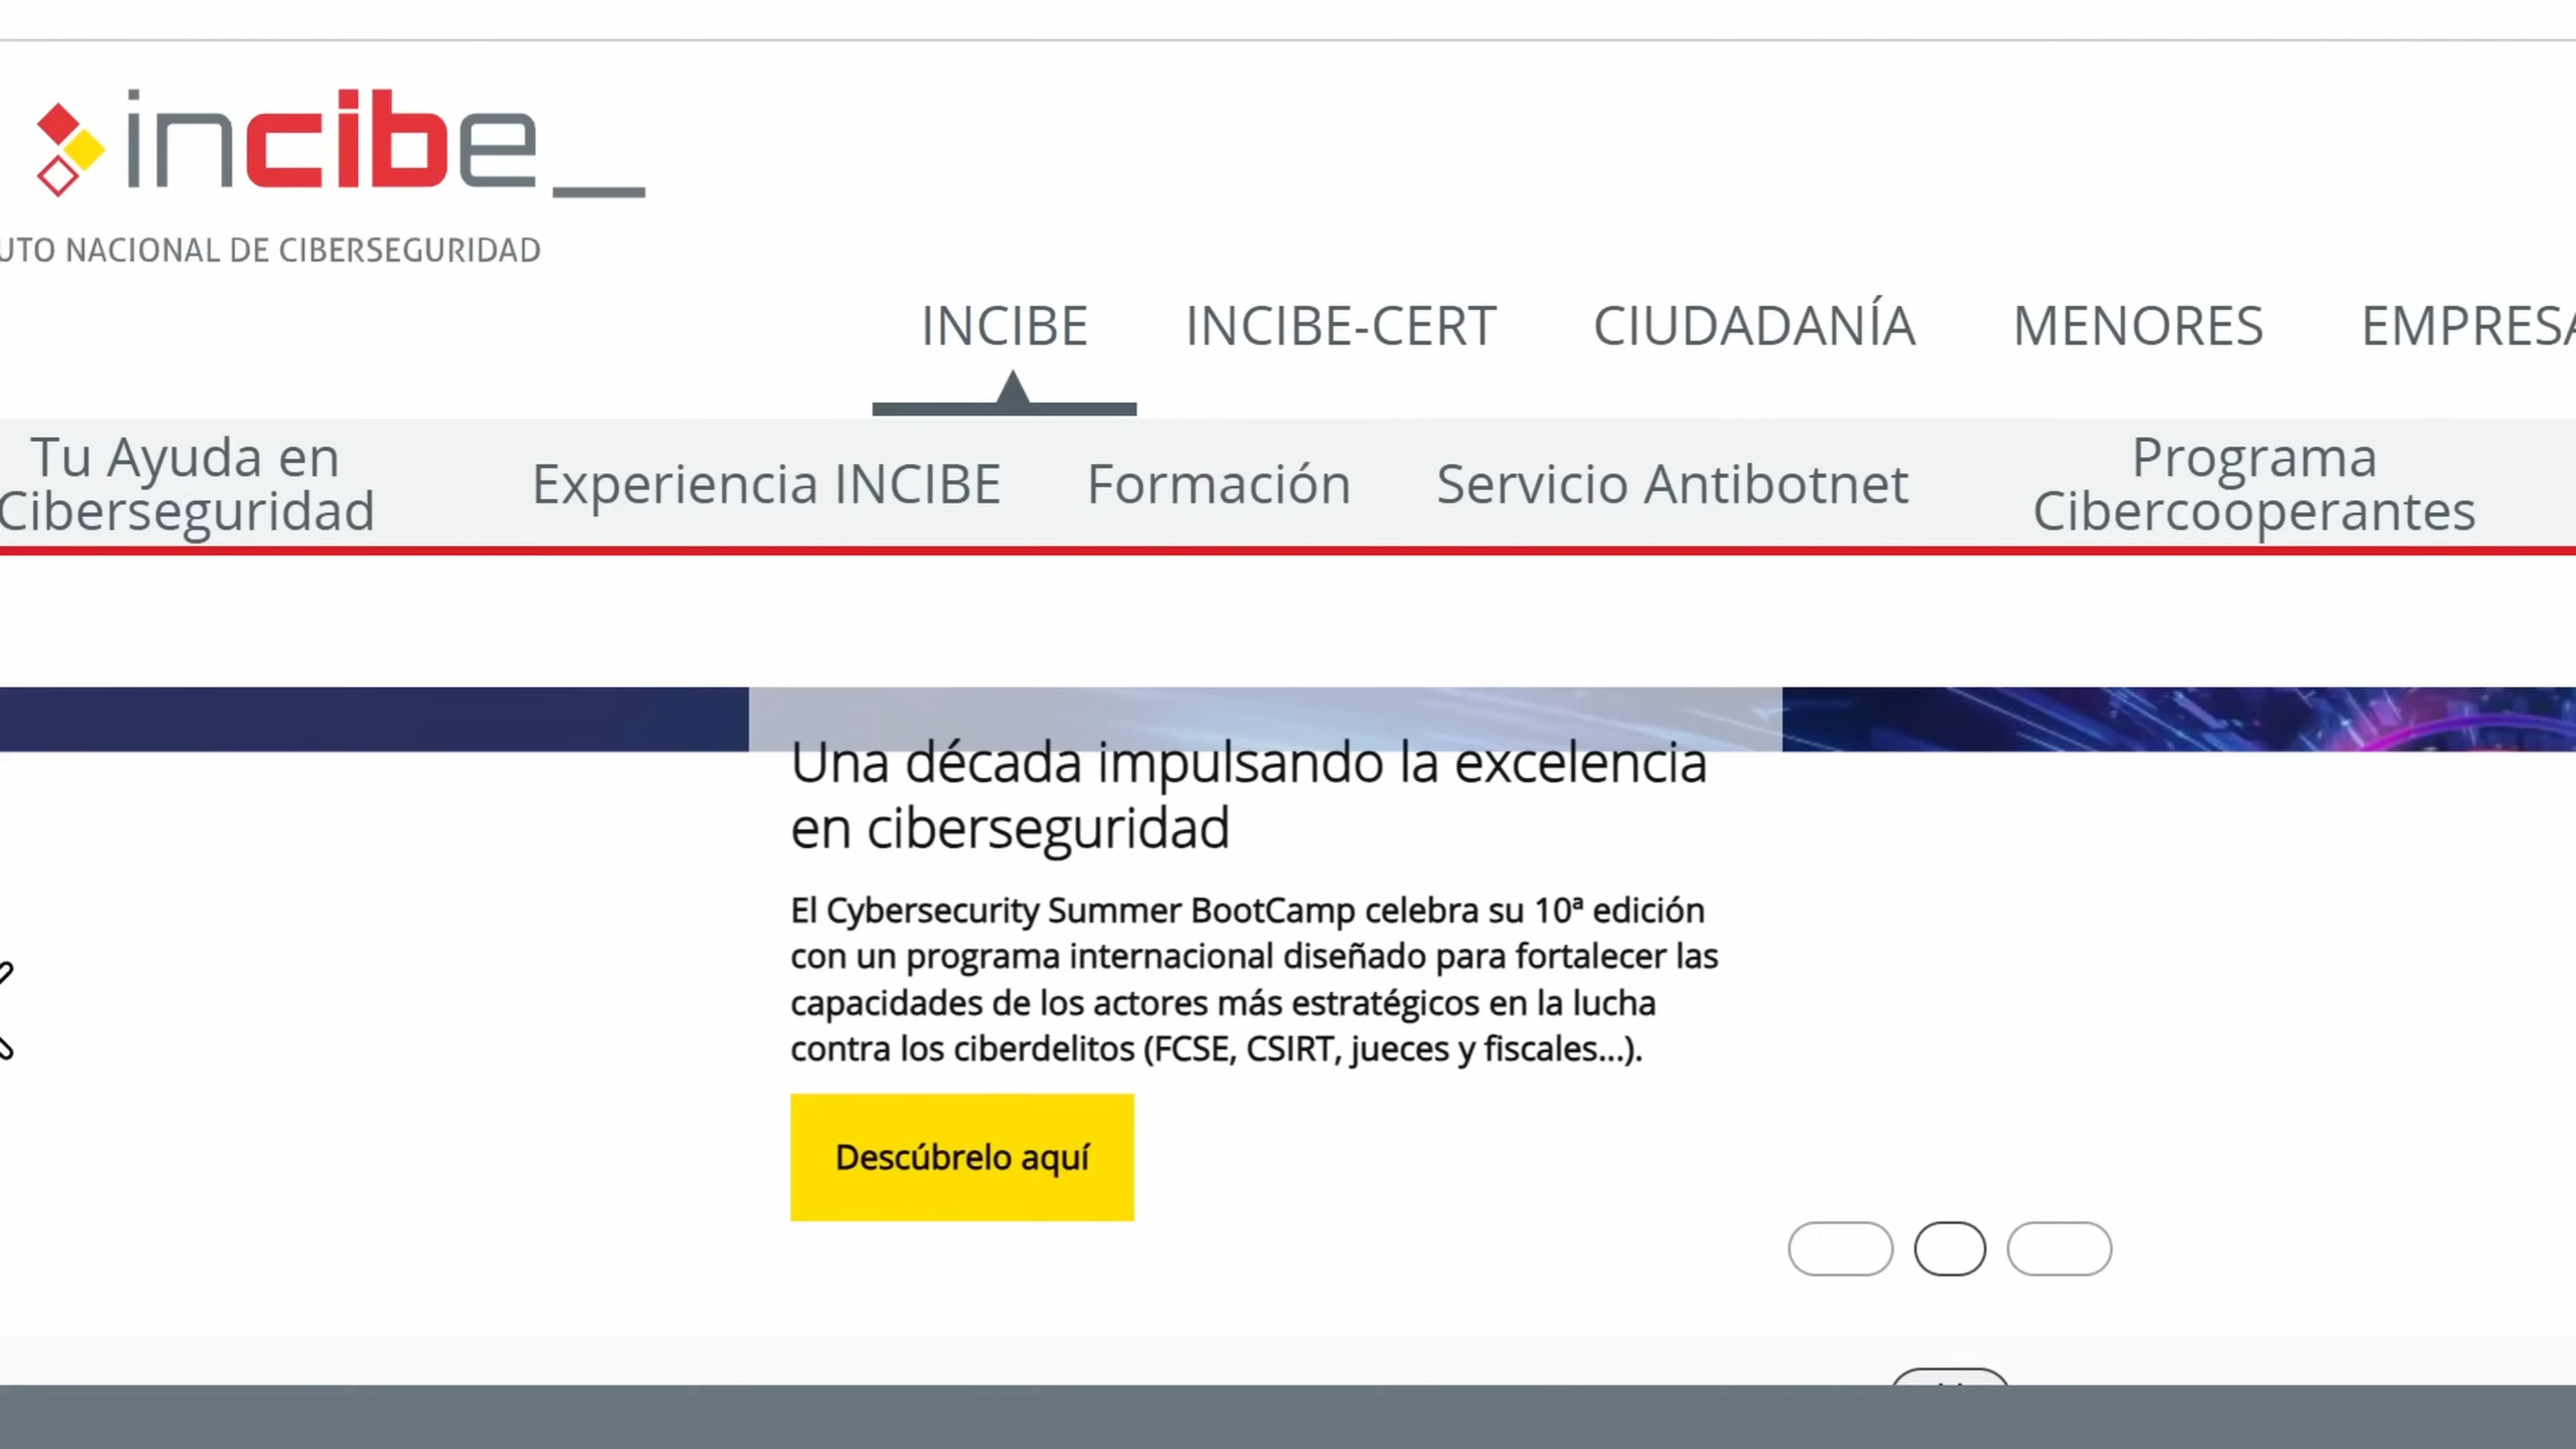 incibe_
UTO NACIONAL DE CIBERSEGURIDAD
INCIBE INCIBE-CERT CIUDADANÍA MENORES EMPRESA
Tu Ayuda en
Ciberseguridad
Experiencia INCIBE
Formación
Servicio Antibotnet
Programa
Cibercooperantes
Una década impulsando la excelencia
en ciberseguridad
El Cybersecurity Summer BootCamp celebra su 10ª edición
con un programa internacional diseñado para fortalecer las
capacidades de los actores más estratégicos en la lucha
contra los ciberdelitos (FCSE, CSIRT, jueces y fiscales...).
Descúbrelo aquí